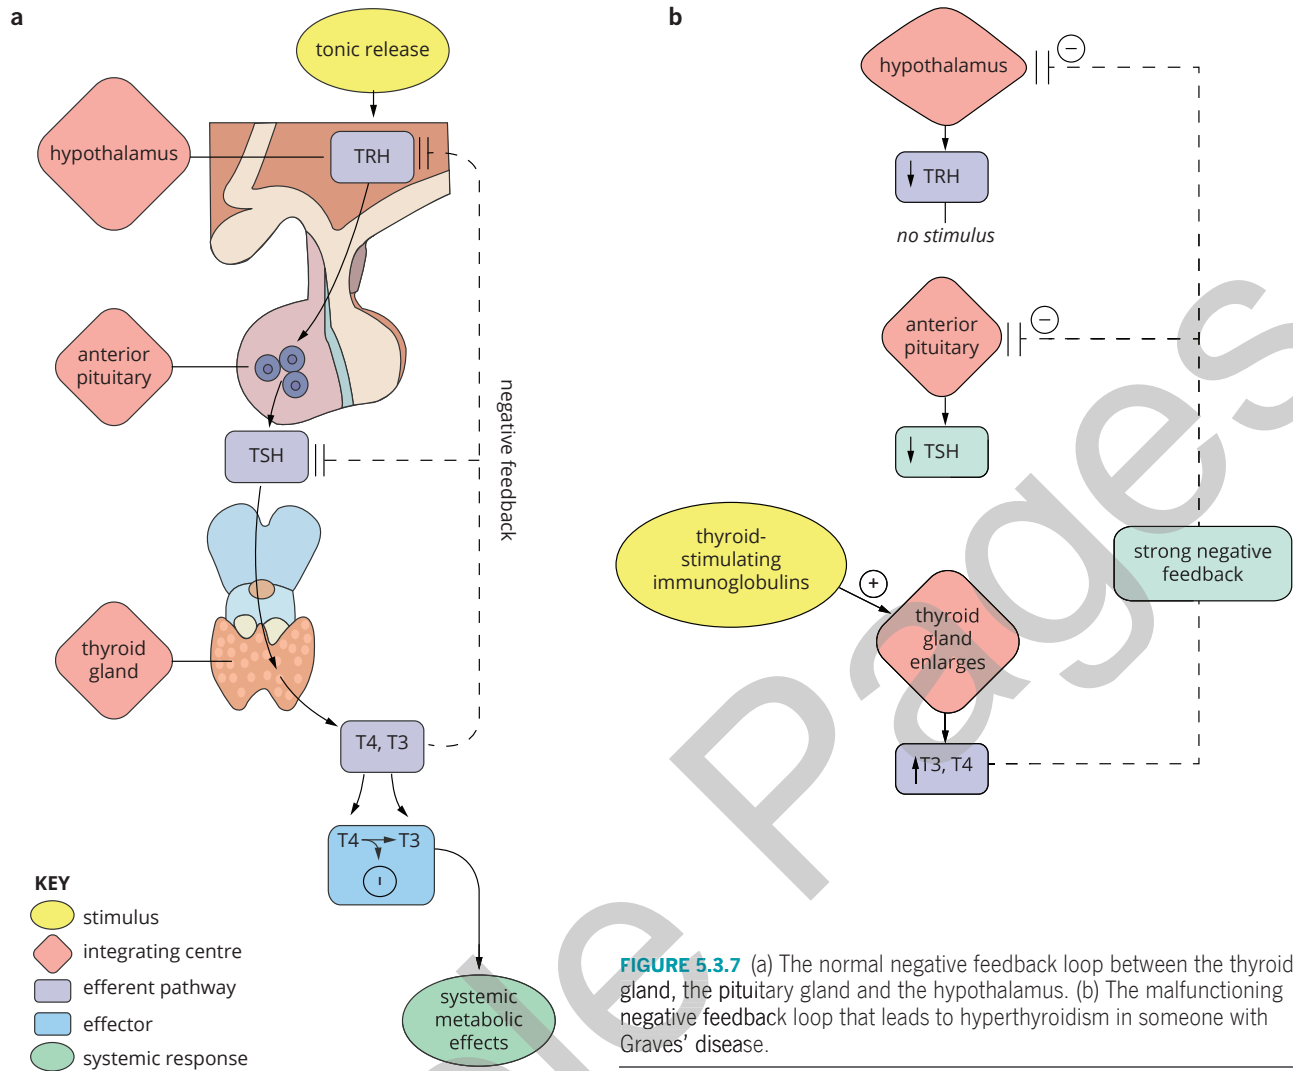 a
tonic release
hypothalamus
TRH
anterior
pituitary
TSH
negative feedback
thyroid
gland
T4, T3
T4
T3
I
systemic
metabolic
effects
KEY
stimulus
integrating centre
efferent pathway
effector
systemic response
b
hypothalamus
−
↓ TRH
no stimulus
anterior
pituitary
−
↓ TSH
thyroid-
stimulating
immunoglobulins
+
strong negative
feedback
thyroid
gland
enlarges
↑T3, T4
FIGURE 5.3.7 (a) The normal negative feedback loop between the thyroid
gland, the pituitary gland and the hypothalamus. (b) The malfunctioning
negative feedback loop that leads to hyperthyroidism in someone with
Graves’ disease.
le Pages